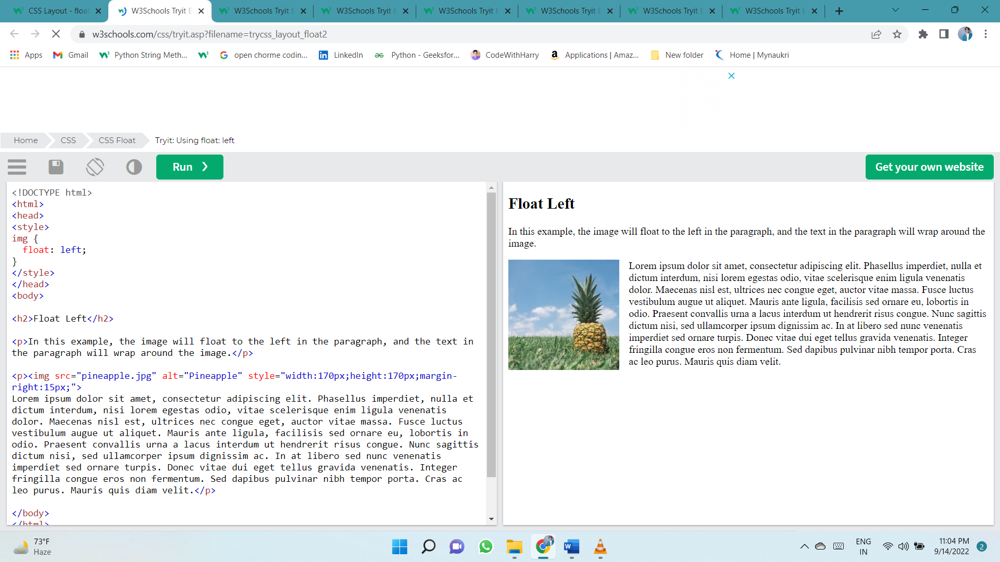 CSS Layout - float
W3Schools Tryit E
W3Schools Tryit E
W3Schools Tryit E
W3Schools Tryit E
W3Schools Tryit E
W3Schools Tryit E
W3Schools Tryit E
w3schools.com/css/tryit.asp?filename=trycss_layout_float2
Apps
Gmail
Python String Meth...
open chorme codin...
LinkedIn
Python - Geeksfor...
CodeWithHarry
Applications | Amaz...
New folder
Home | Mynaukri
Home
CSS
CSS Float
Tryit: Using float: left
Run ❯
Get your own website
<!DOCTYPE html>
<html>
<head>
<style>
img {
  float: left;
}
</style>
</head>
<body>
<h2>Float Left</h2>
<p>In this example, the image will float to the left in the paragraph, and the text in
the paragraph will wrap around the image.</p>
<p><img src="pineapple.jpg" alt="Pineapple" style="width:170px;height:170px;margin-
right:15px;">
Lorem ipsum dolor sit amet, consectetur adipiscing elit. Phasellus imperdiet, nulla et
dictum interdum, nisi lorem egestas odio, vitae scelerisque enim ligula venenatis
dolor. Maecenas nisl est, ultrices nec congue eget, auctor vitae massa. Fusce luctus
vestibulum augue ut aliquet. Mauris ante ligula, facilisis sed ornare eu, lobortis in
odio. Praesent convallis urna a lacus interdum ut hendrerit risus congue. Nunc sagittis
dictum nisi, sed ullamcorper ipsum dignissim ac. In at libero sed nunc venenatis
imperdiet sed ornare turpis. Donec vitae dui eget tellus gravida venenatis. Integer
fringilla congue eros non fermentum. Sed dapibus pulvinar nibh tempor porta. Cras ac
leo purus. Mauris quis diam velit.</p>
</body>
</html>
Float Left
In this example, the image will float to the left in the paragraph, and the text in the paragraph will wrap around the
image.
Lorem ipsum dolor sit amet, consectetur adipiscing elit. Phasellus imperdiet, nulla et
dictum interdum, nisi lorem egestas odio, vitae scelerisque enim ligula venenatis
dolor. Maecenas nisl est, ultrices nec congue eget, auctor vitae massa. Fusce luctus
vestibulum augue ut aliquet. Mauris ante ligula, facilisis sed ornare eu, lobortis in
odio. Praesent convallis urna a lacus interdum ut hendrerit risus congue. Nunc sagittis
dictum nisi, sed ullamcorper ipsum dignissim ac. In at libero sed nunc venenatis
imperdiet sed ornare turpis. Donec vitae dui eget tellus gravida venenatis. Integer
fringilla congue eros non fermentum. Sed dapibus pulvinar nibh tempor porta. Cras
ac leo purus. Mauris quis diam velit.
73°F
Haze
ENG
IN
11:04 PM
9/14/2022
2